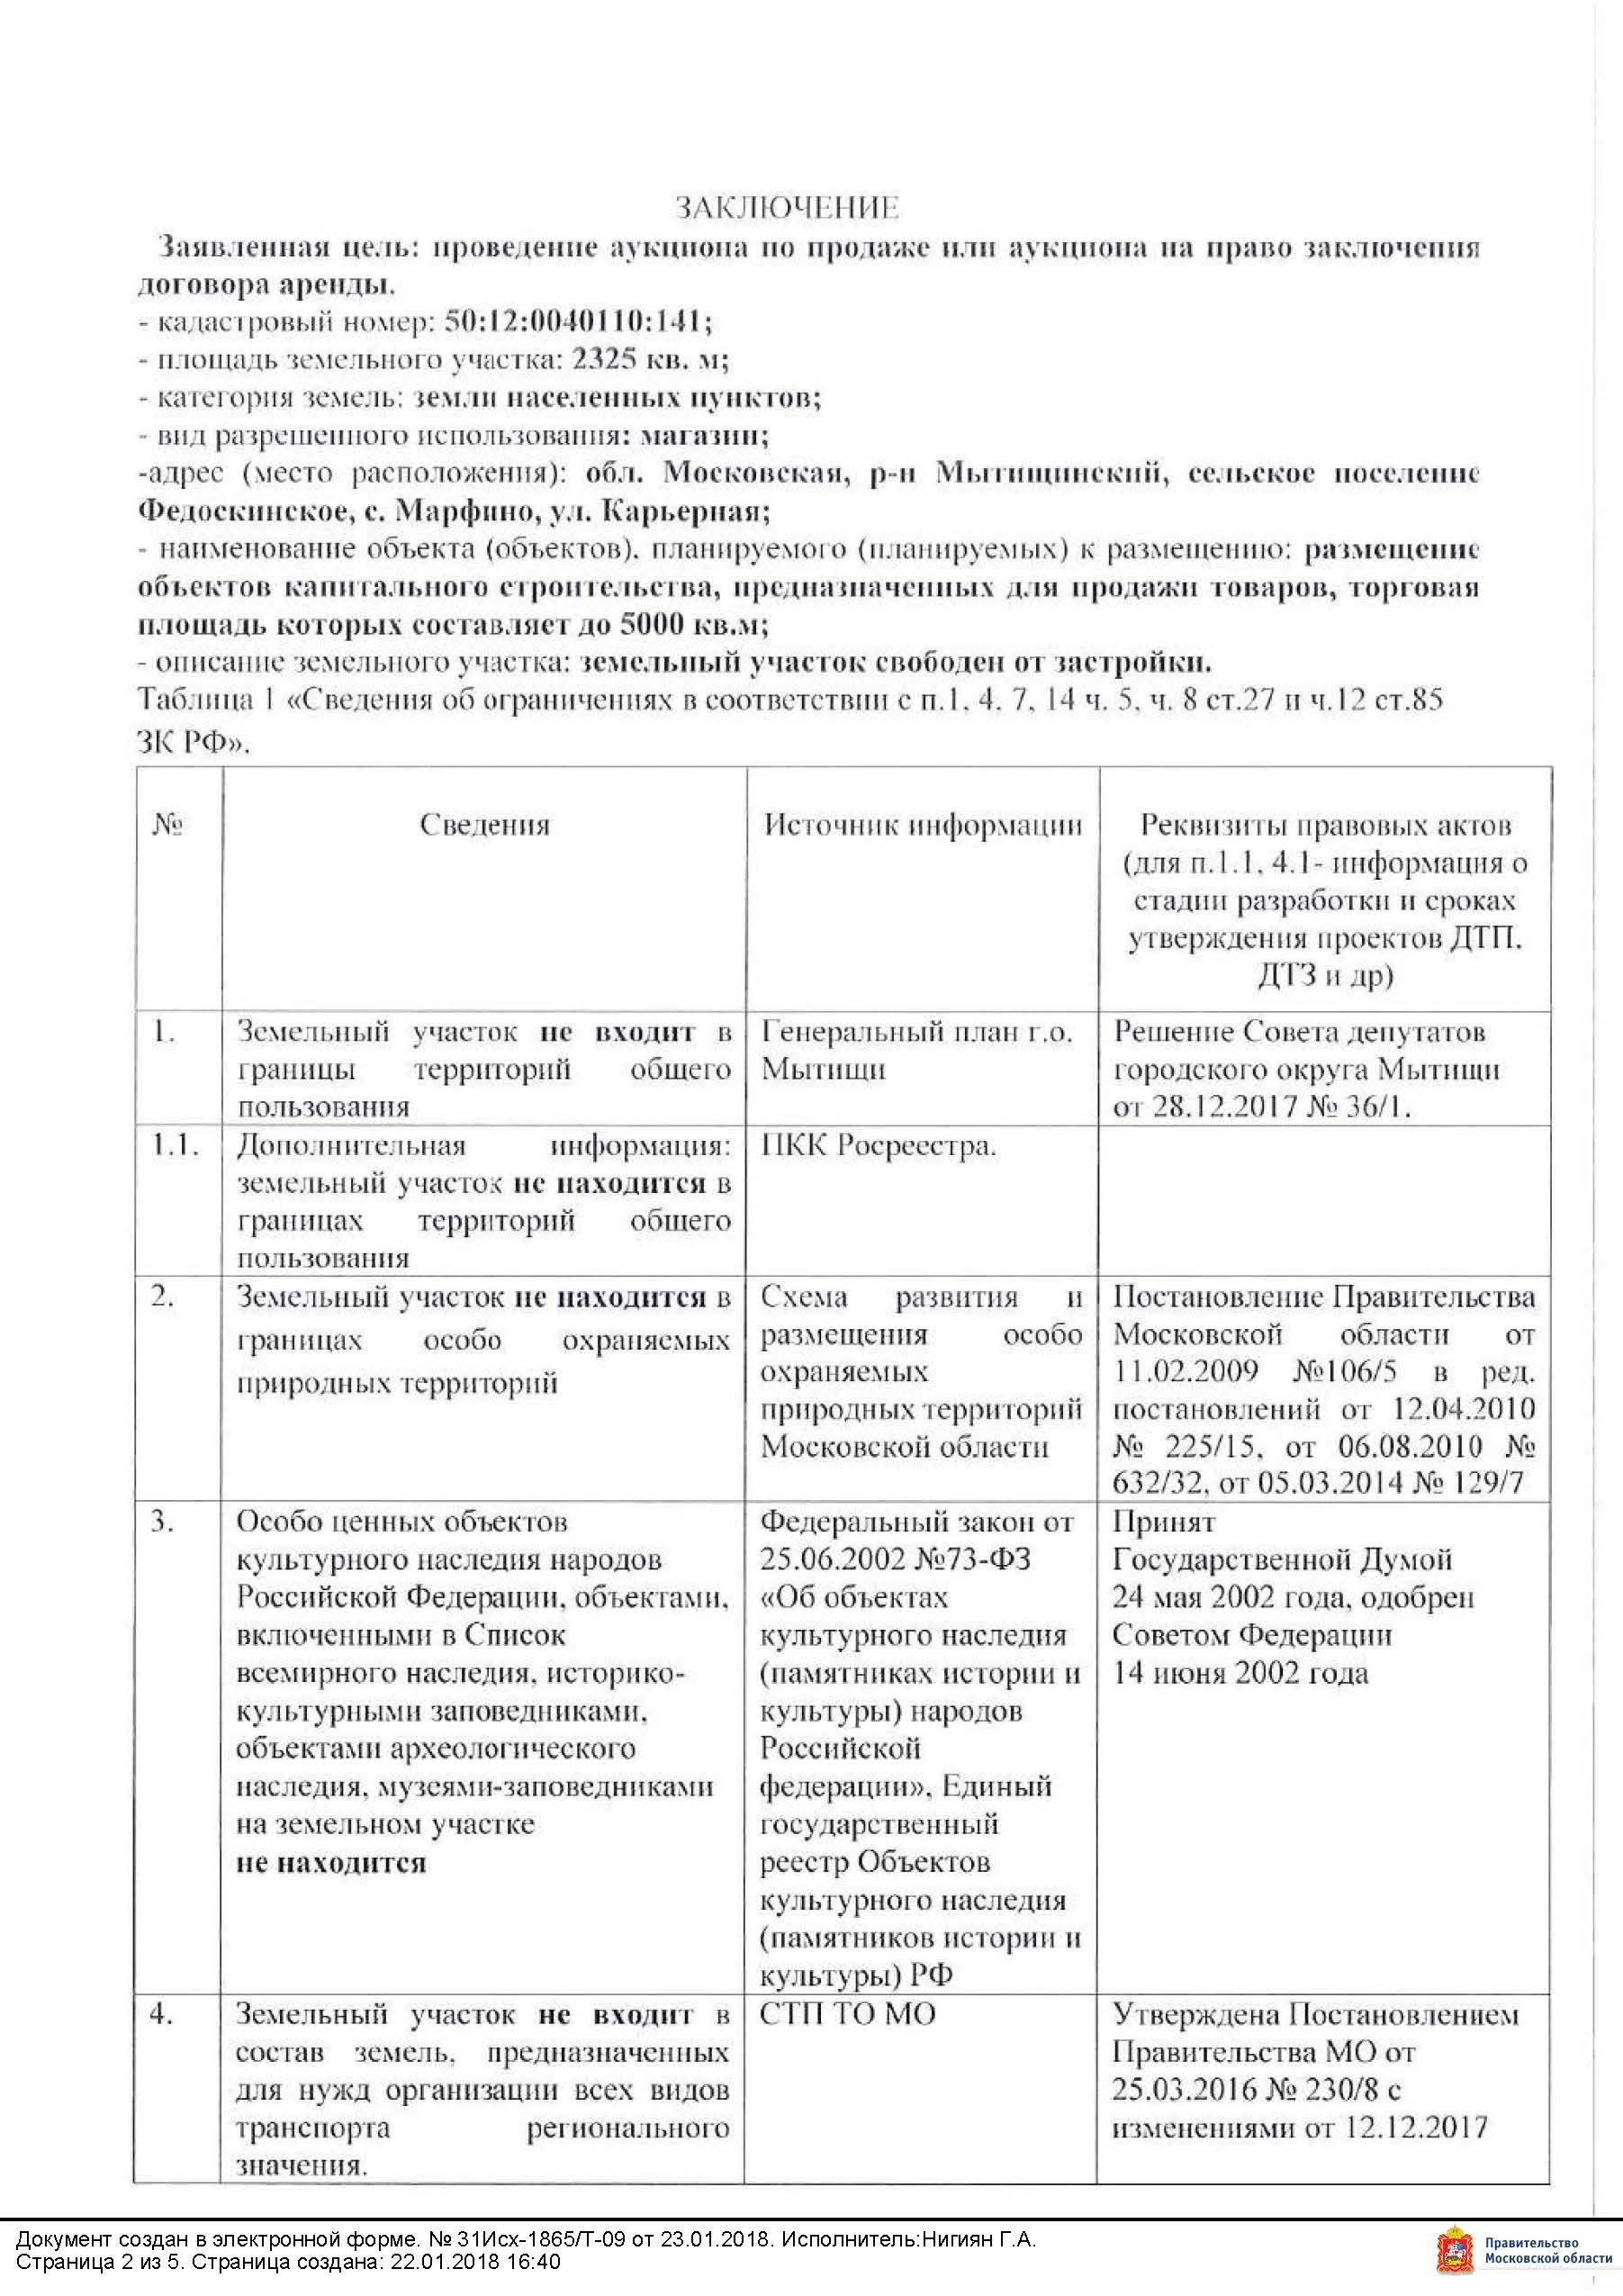 ЗАКЛЮЧЕНИЕ
Заявленная цель: проведение аукциона по продаже или аукциона на право заключения
договора аренды.
- кадастровый номер: 50:12:0040110:141;
- площадь земельного участка: 2325 кв. м;
- категория земель: земли населенных пунктов;
- вид разрешенного использования: магазин;
-адрес (место расположения): обл. Московская, р-н Мытищинский, сельское поселение
Федоскинское, с. Марфино, ул. Карьерная;
- наименование объекта (объектов), планируемого (планируемых) к размещению: размещение
объектов капитального строительства, предназначенных для продажи товаров, торговая
площадь которых составляет до 5000 кв.м;
- описание земельного участка: земельный участок свободен от застройки.
Таблица 1 «Сведения об ограничениях в соответствии с п.1, 4, 7, 14 ч. 5, ч. 8 ст.27 и ч.12 ст.85
ЗК РФ».
№
Сведения
Источник информации
Реквизиты правовых актов
(для п.1.1, 4.1- информация о
стадии разработки и сроках
утверждения проектов ДТП,
ДТЗ и др)
1.
Земельный участок не входит в
границы территорий общего
пользования
Генеральный план г.о.
Мытищи
Решение Совета депутатов
городского округа Мытищи
от 28.12.2017 № 36/1.
1.1.
Дополнительная информация:
земельный участок не находится в
границах территорий общего
пользования
ПКК Росреестра.
2.
Земельный участок не находится в
границах особо охраняемых
природных территорий
Схема развития и
размещения особо
охраняемых
природных территорий
Московской области
Постановление Правительства
Московской области от
11.02.2009 №106/5 в ред.
постановлений от 12.04.2010
№ 225/15, от 06.08.2010 №
632/32, от 05.03.2014 № 129/7
3.
Особо ценных объектов
культурного наследия народов
Российской Федерации, объектами,
включенными в Список
всемирного наследия, историко-
культурными заповедниками,
объектами археологического
наследия, музеями-заповедниками
на земельном участке
не находится
Федеральный закон от
25.06.2002 №73-ФЗ
«Об объектах
культурного наследия
(памятниках истории и
культуры) народов
Российской
федерации», Единый
государственный
реестр Объектов
культурного наследия
(памятников истории и
культуры) РФ
Принят
Государственной Думой
24 мая 2002 года, одобрен
Советом Федерации
14 июня 2002 года
4.
Земельный участок не входит в
состав земель, предназначенных
для нужд организации всех видов
транспорта регионального
значения.
СТП ТО МО
Утверждена Постановлением
Правительства МО от
25.03.2016 № 230/8 с
изменениями от 12.12.2017
Документ создан в электронной форме. № 31Исх-1865/Т-09 от 23.01.2018. Исполнитель:Нигиян Г.А.
Страница 2 из 5. Страница создана: 22.01.2018 16:40
Правительство
Московской области